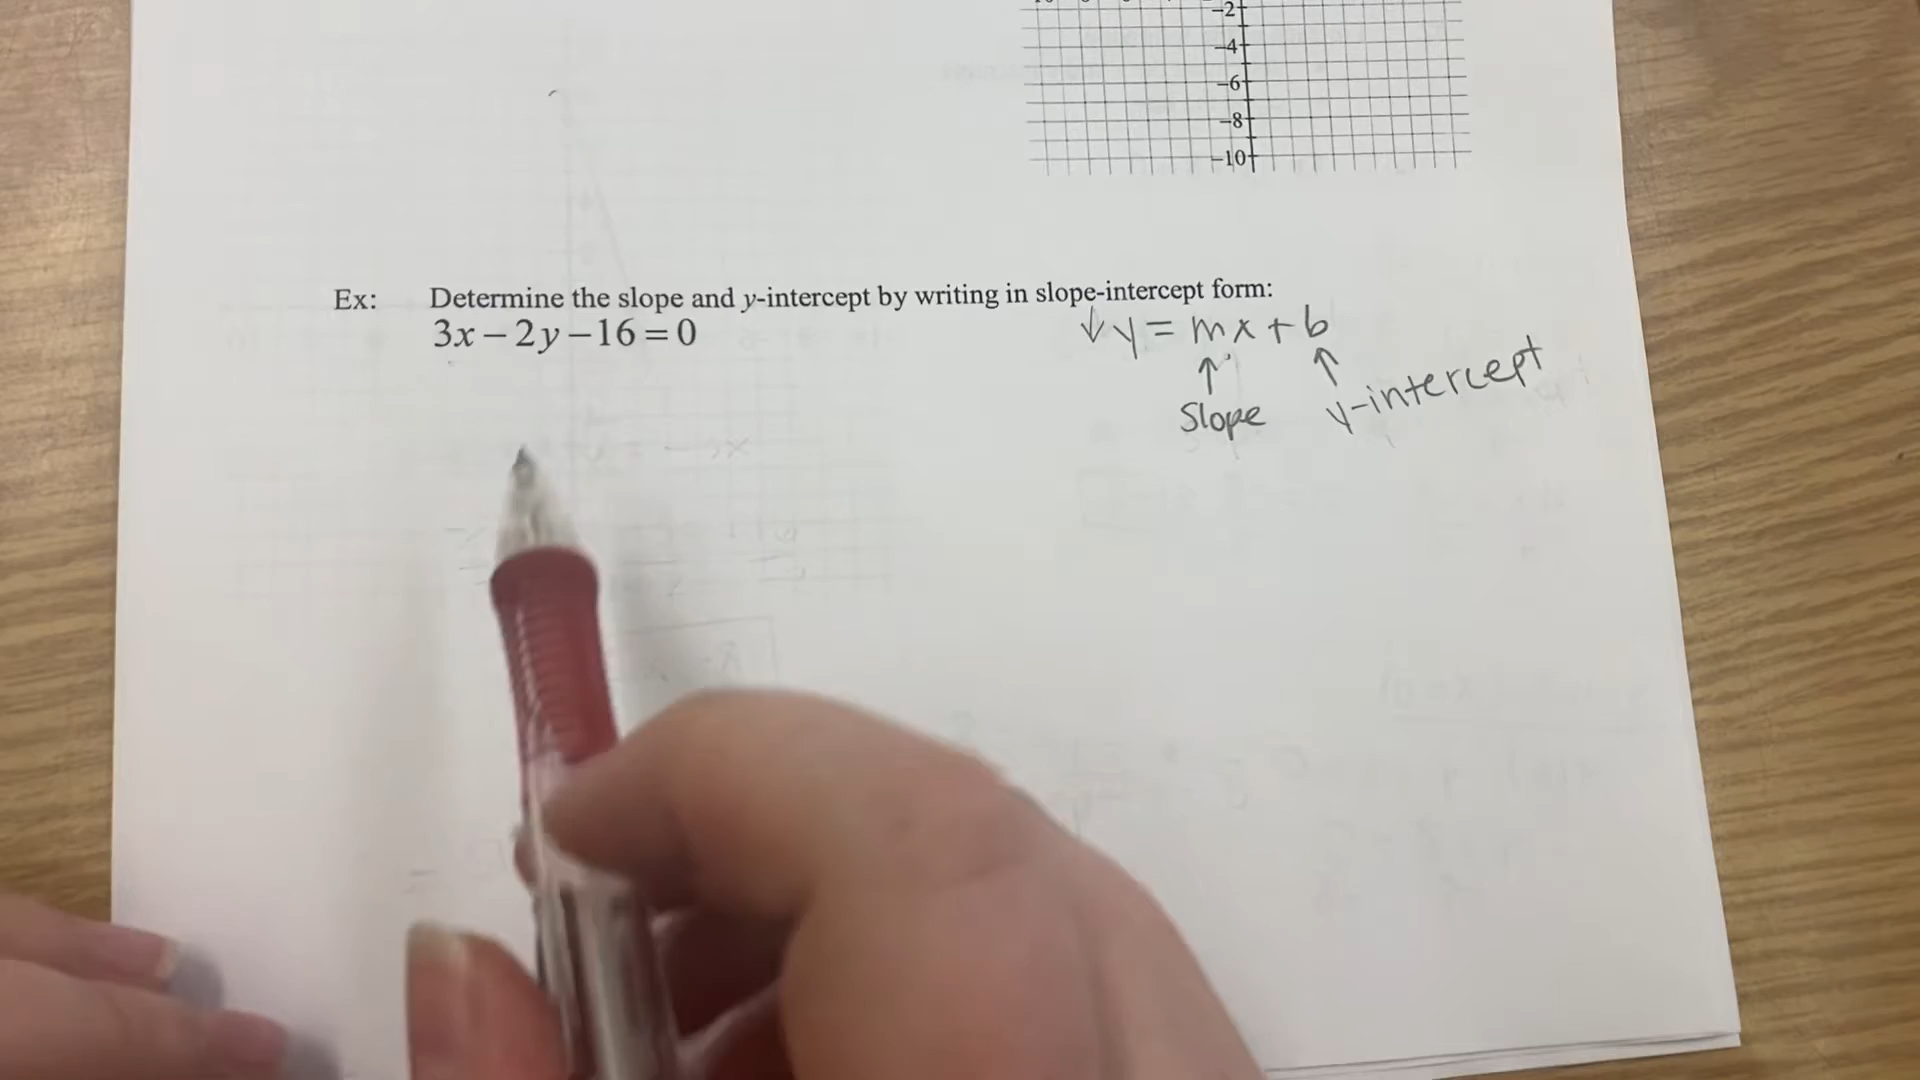 -2
-4
-6
-8
-10
Ex: Determine the slope and y-intercept by writing in slope-intercept form:
3x – 2y – 16 = 0
↓ y = mx + b
↑ ↑
Slope y-intercept